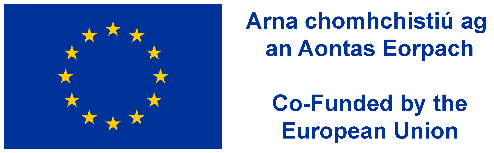 Arna chomhchistiú ag
an Aontas Eorpach
Co-Funded by the
European Union